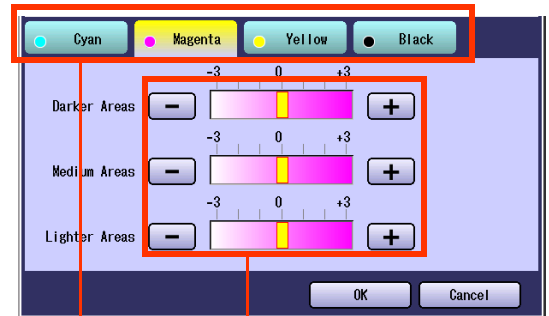 Cyan Magenta Yellow Black
-3 0 +3
Darker Areas − +
-3 0 +3
Medium Areas − +
-3 0 +3
Lighter Areas − +
OK Cancel